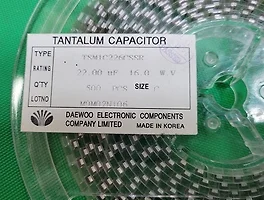 TANTALUM CAPACITOR
TYPE TSM1C226CSSR
RATING 22.00 uF 16.0 W V
Q'TY 500 PCS SIZE C
LOTNO
DAEWOO ELECTRONIC COMPONENTS
COMPANY LIMITED MADE IN KOREA